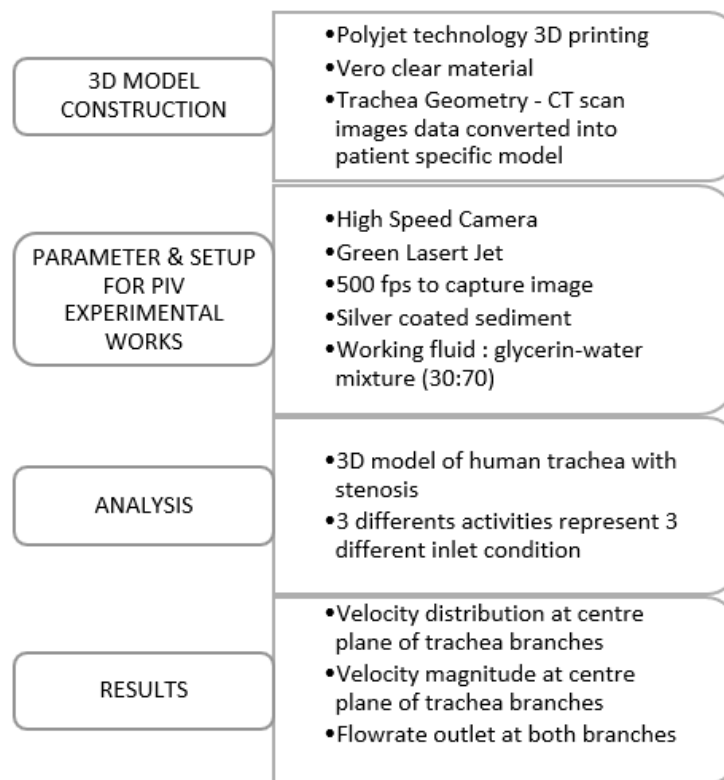 3D MODEL
CONSTRUCTION
•Polyjet technology 3D printing
•Vero clear material
•Trachea Geometry - CT scan
images data converted into
patient specific model
PARAMETER & SETUP
FOR PIV
EXPERIMENTAL
WORKS
•High Speed Camera
•Green Lasert Jet
•500 fps to capture image
•Silver coated sediment
•Working fluid : glycerin-water
mixture (30:70)
ANALYSIS
•3D model of human trachea with
stenosis
•3 differents activities represent 3
different inlet condition
RESULTS
•Velocity distribution at centre
plane of trachea branches
•Velocity magnitude at centre
plane of trachea branches
•Flowrate outlet at both branches